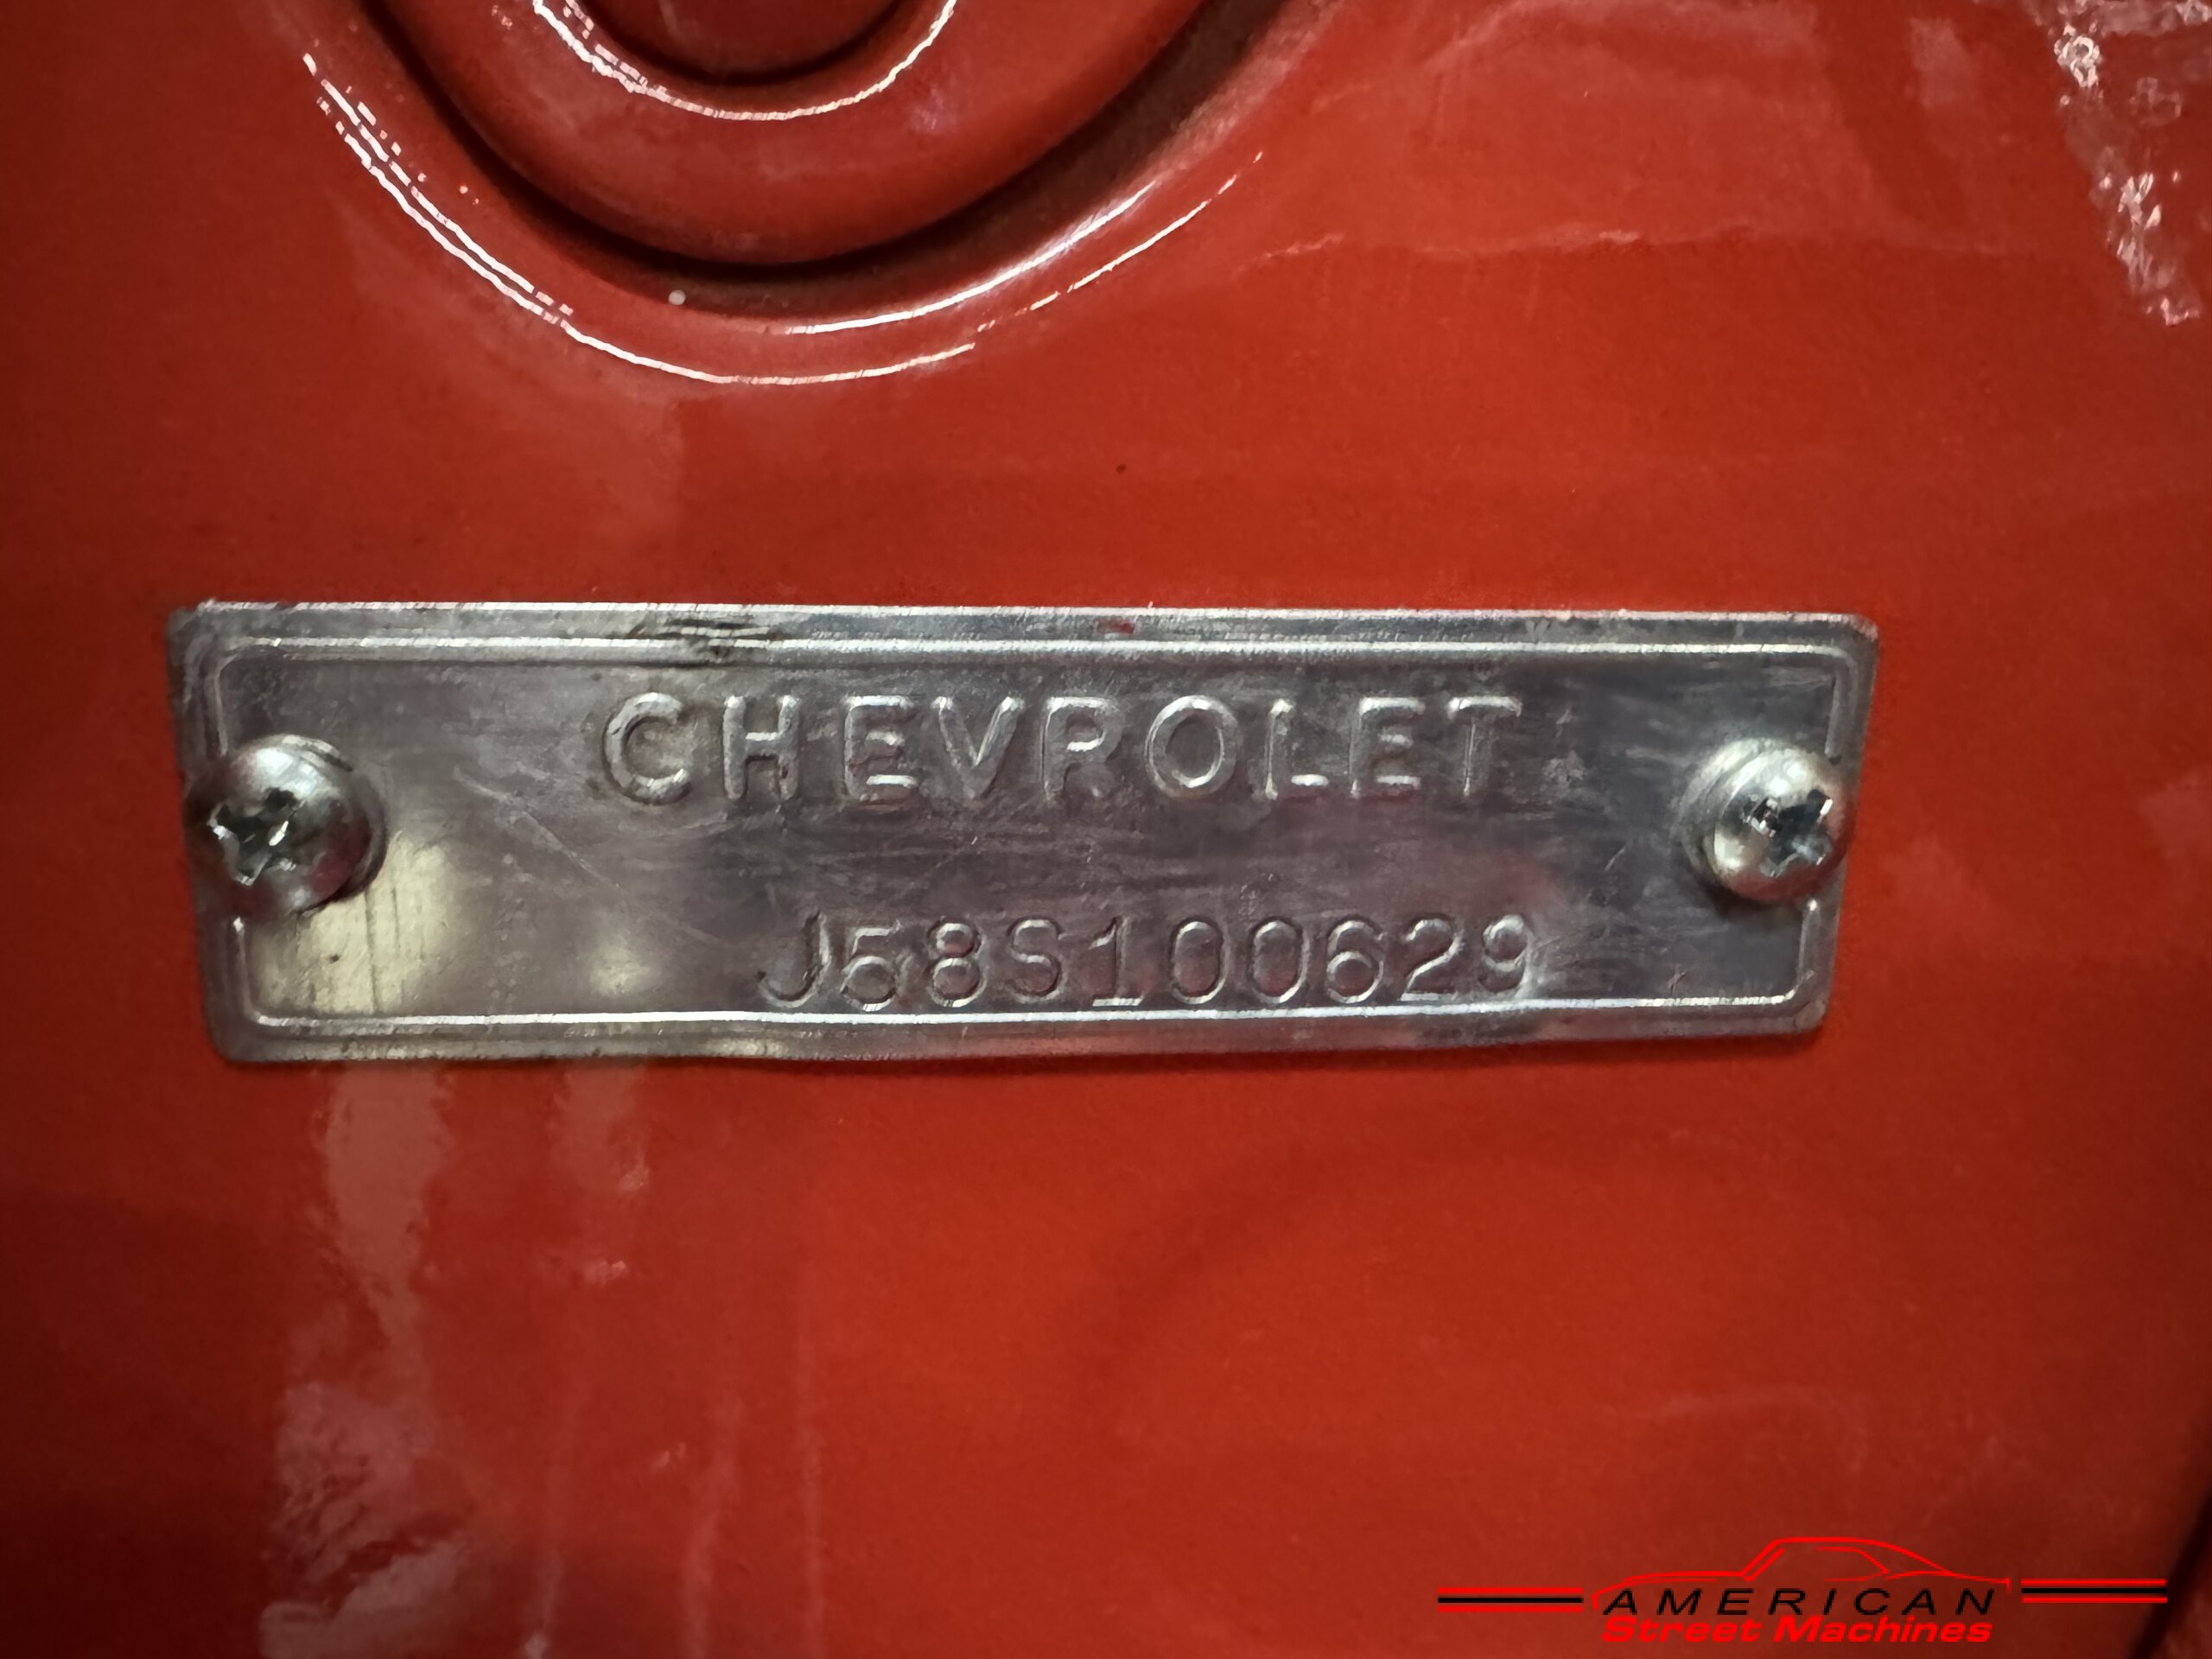 CHEVROLET
J58S100629
AMERICAN
Street Machines